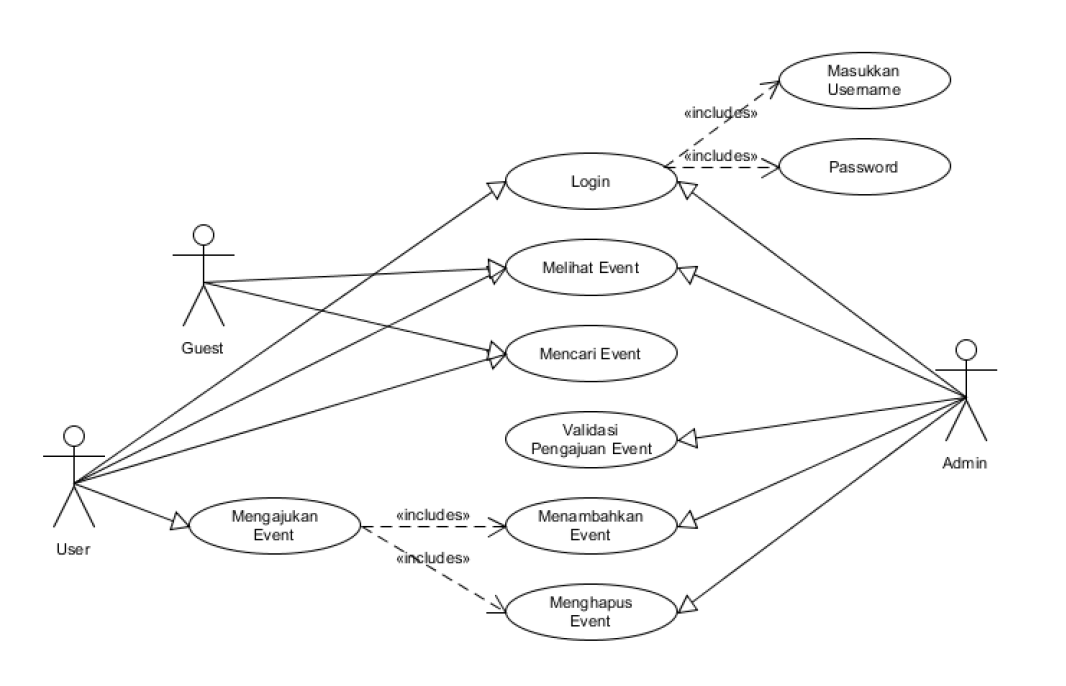 Masukkan
Username
«includes»
«includes»
Password
Login
Melihat Event
Guest
Mencari Event
Validasi
Pengajuan Event
Admin
Mengajukan
Event
«includes»
Menambahkan
Event
User
«includes»
Menghapus
Event